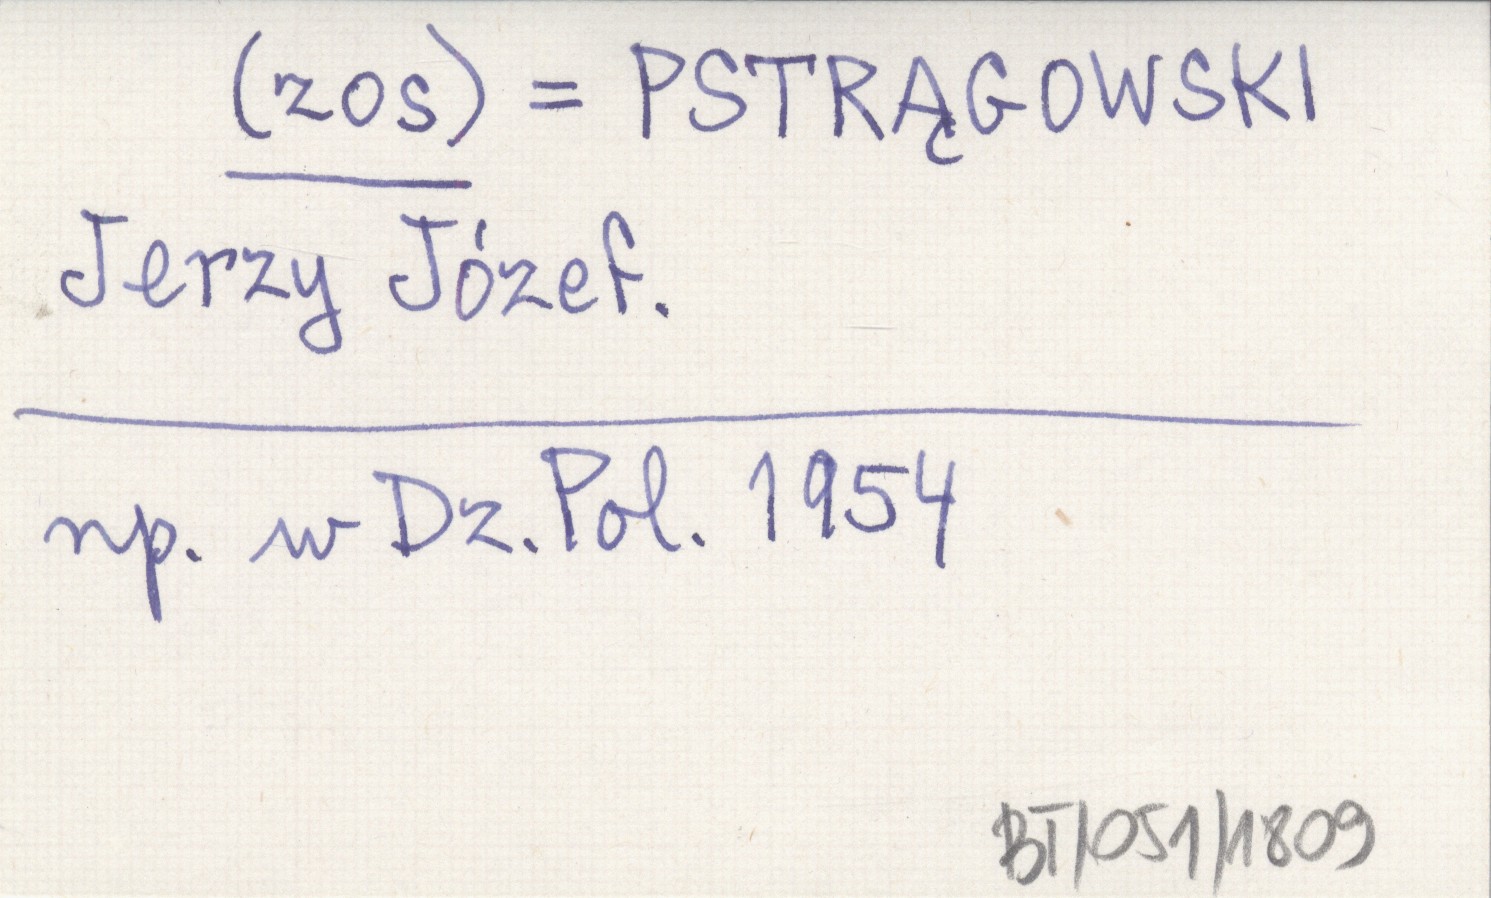 (zos) = PSTRĄGOWSKI
Jerzy Józef.
np. w Dz. Pol. 1954
BT/051/1809